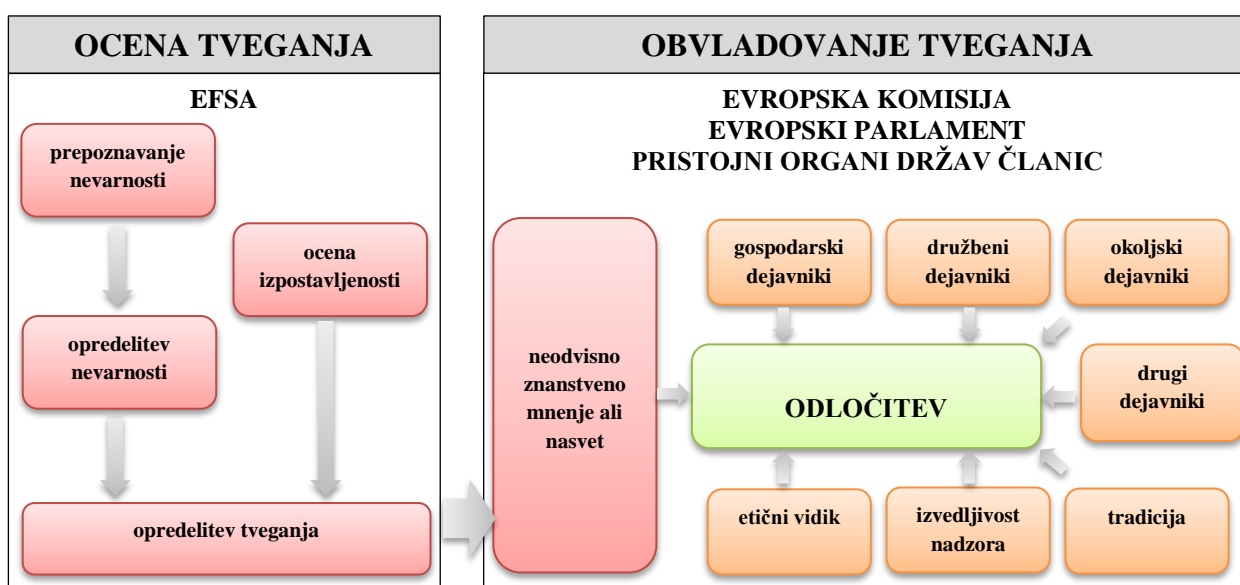 OCENA TVEGANJA
EFSA
prepoznavanje
nevarnosti
ocena
izpostavljenosti
opredelitev
nevarnosti
opredelitev tveganja
OBVLADOVANJE TVEGANJA
EVROPSKA KOMISIJA
EVROPSKI PARLAMENT
PRISTOJNI ORGANI DRŽAV ČLANIC
neodvisno
znanstveno
mnenje ali
nasvet
gospodarski
dejavniki
družbeni
dejavniki
okoljski
dejavniki
ODLOČITEV
drugi
dejavniki
etični vidik
izvedljivost
nadzora
tradicija